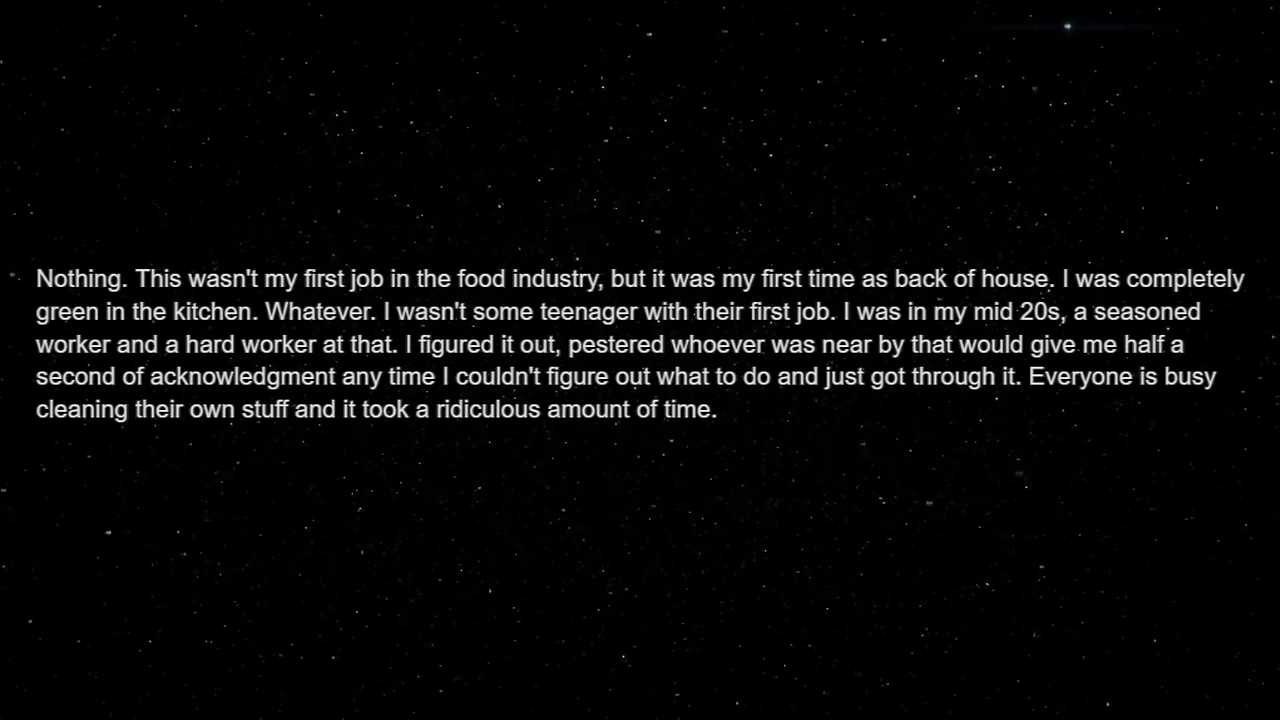 Nothing. This wasn't my first job in the food industry, but it was my first time as back of house. I was completely
green in the kitchen. Whatever. I wasn't some teenager with their first job. I was in my mid 20s, a seasoned
worker and a hard worker at that. I figured it out, pestered whoever was near by that would give me half a
second of acknowledgment any time I couldn't figure out what to do and just got through it. Everyone is busy
cleaning their own stuff and it took a ridiculous amount of time.